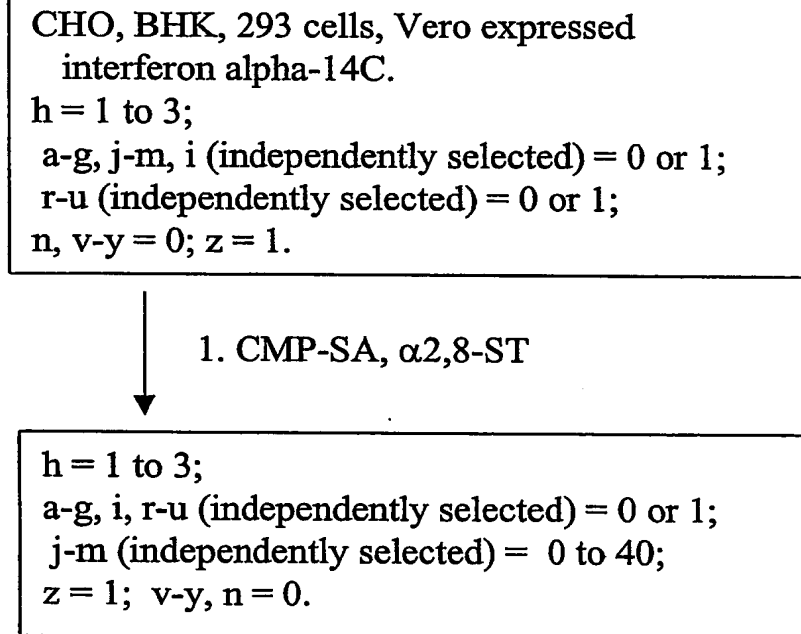 CHO, BHK, 293 cells, Vero expressed
interferon alpha-14C.
h = 1 to 3;
a-g, j-m, i (independently selected) = 0 or 1;
r-u (independently selected) = 0 or 1;
n, v-y = 0; z = 1.
1. CMP-SA, α2,8-ST
h = 1 to 3;
a-g, i, r-u (independently selected) = 0 or 1;
j-m (independently selected) = 0 to 40;
z = 1; v-y, n = 0.